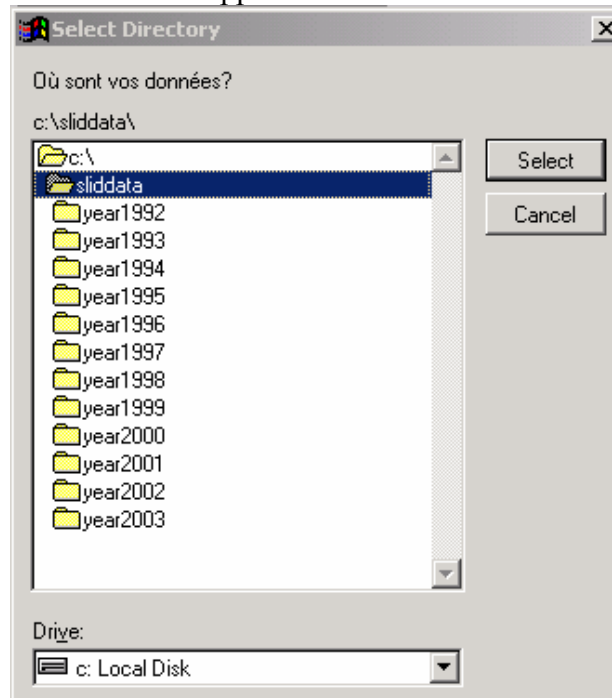 Select Directory
Où sont vos données?
c:\sliddata\
c:\
sliddata
year1992
year1993
year1994
year1995
year1996
year1997
year1998
year1999
year2000
year2001
year2002
year2003
Select
Cancel
Drive:
c: Local Disk